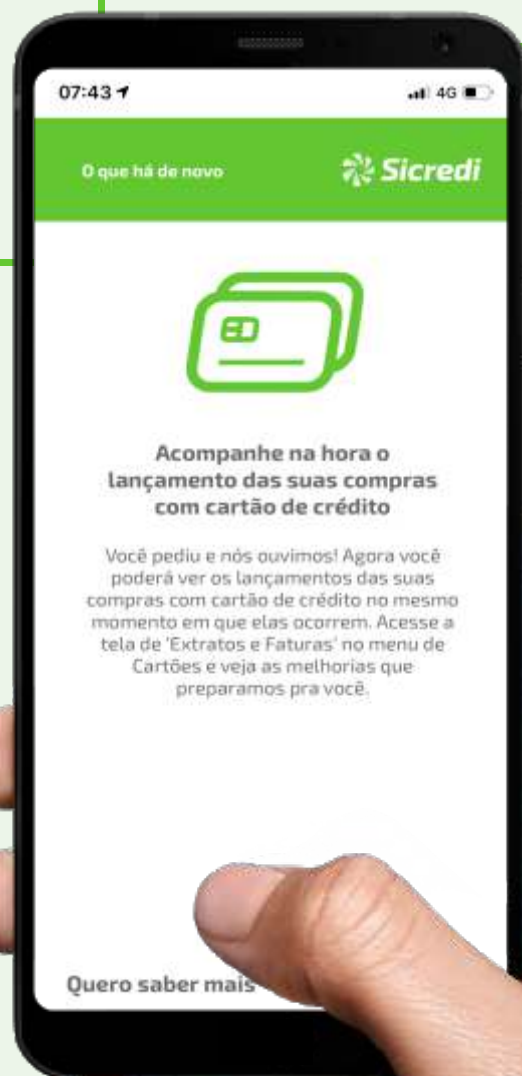 07:43
4G
O que há de novo
Sicredi
Acompanhe na hora o
lançamento das suas compras
com cartão de crédito
Você pediu e nós ouvimos! Agora você
poderá ver os lançamentos das suas
compras com cartão de crédito no mesmo
momento em que elas ocorrem. Acesse a
tela de 'Extratos e Faturas' no menu de
Cartões e veja as melhorias que
preparamos pra você.
Quero saber mais